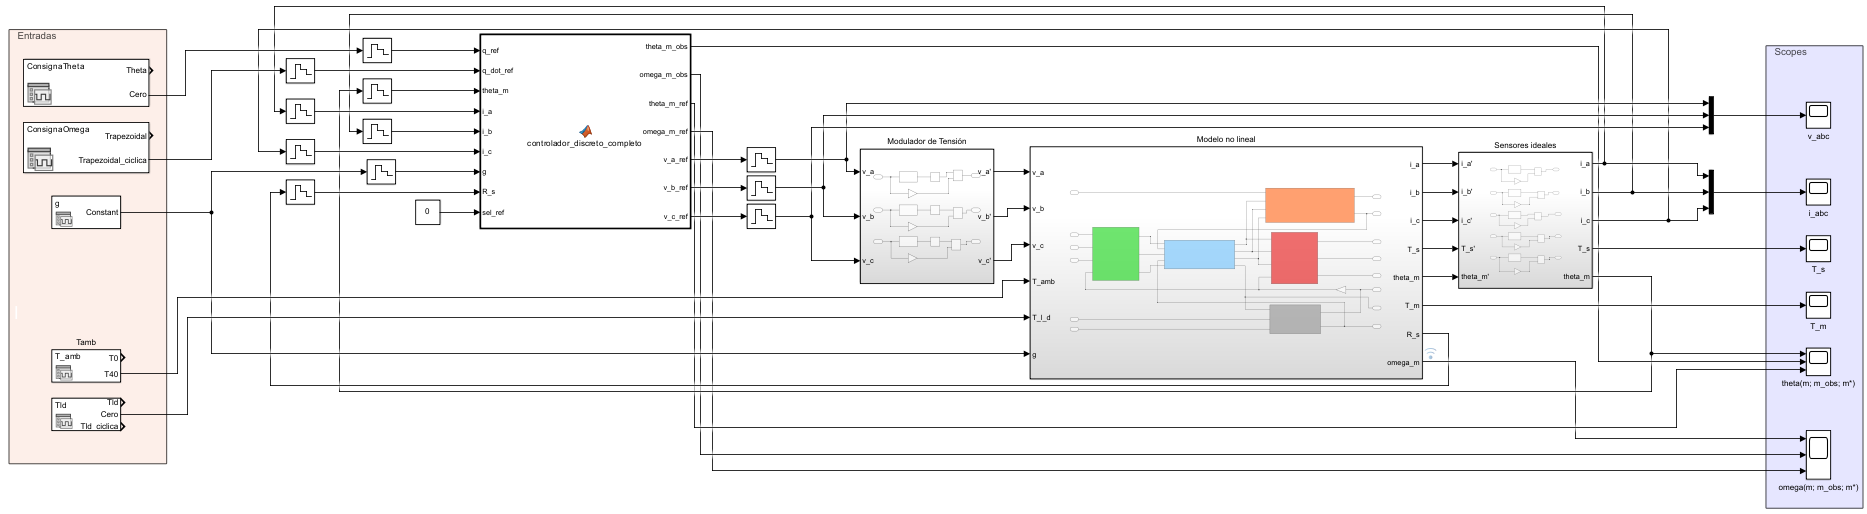 Entradas
ConsignaTheta
Theta
Cero
ConsignaOmega
Trapezoidal
Trapezoidal_ciclica
g
Constant
Tamb
T_amb
T0
T40
Tld
Tld
Cero
Tld_ciclica
q_ref
q_dot_ref
theta_m
i_a
i_b
i_c
g
R_s
sel_ref
0
controlador_discreto_completo
theta_m_obs
omega_m_obs
theta_m_ref
omega_m_ref
v_a_ref
v_b_ref
v_c_ref
Modulador de Tensión
v_a
v_b
v_c
v_a'
v_b'
v_c'
Modelo no lineal
v_a
v_b
v_c
T_amb
T_l_d
g
i_a
i_b
i_c
T_s
theta_m
T_m
R_s
omega_m
Sensores ideales
i_a'
i_b'
i_c'
T_s'
theta_m'
i_a
i_b
i_c
T_s
theta_m
Scopes
v_abc
i_abc
T_s
T_m
theta(m; m_obs; m*)
omega(m; m_obs; m*)